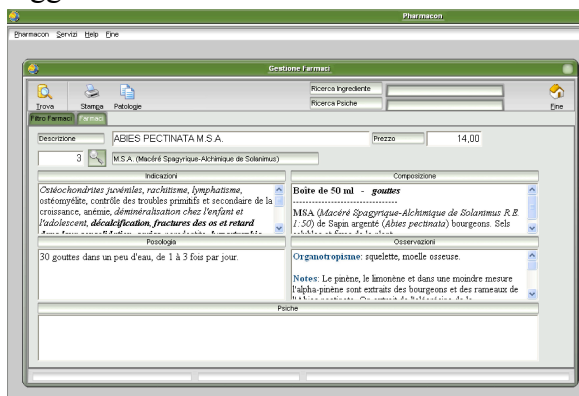 Pharmacon
Pharmacon Servizi Help Fine
Gestione Farmaci
Trova Stampa Patologie
Ricerca Ingrediente
Ricerca Psiche
Fine
Filtro Farmaci Farmaci
Descrizione ABIES PECTINATA M.S.A. Prezzo 14,00
3 M.S.A. (Macéré Spagyrique-Alchimique de Solanimus)
Indicazioni
Ostéochondrites juvéniles, rachitisme, lymphatisme,
ostéomyélite, contrôle des troubles primitifs et secondaire de la
croissance, anémie, déminéralisation chez l'enfant et
l'adolescent, décalcification, fractures des os et retard
Composizione
Boite de 50 ml - gouttes
--------------------------------
MSA (Macéré Spagyrique-Alchimique de Solanimus R.E.
1:50) de Sapin argenté (Abies pectinata) bourgeons. Sels
Posologia
30 gouttes dans un peu d'eau, de 1 à 3 fois par jour.
Osservazioni
Organotropisme: squelette, moelle osseuse.
Notes: Le pinène, le limonène et dans une moindre mesure
l'alpha-pinène sont extraits des bourgeons et des rameaux de
Psiche